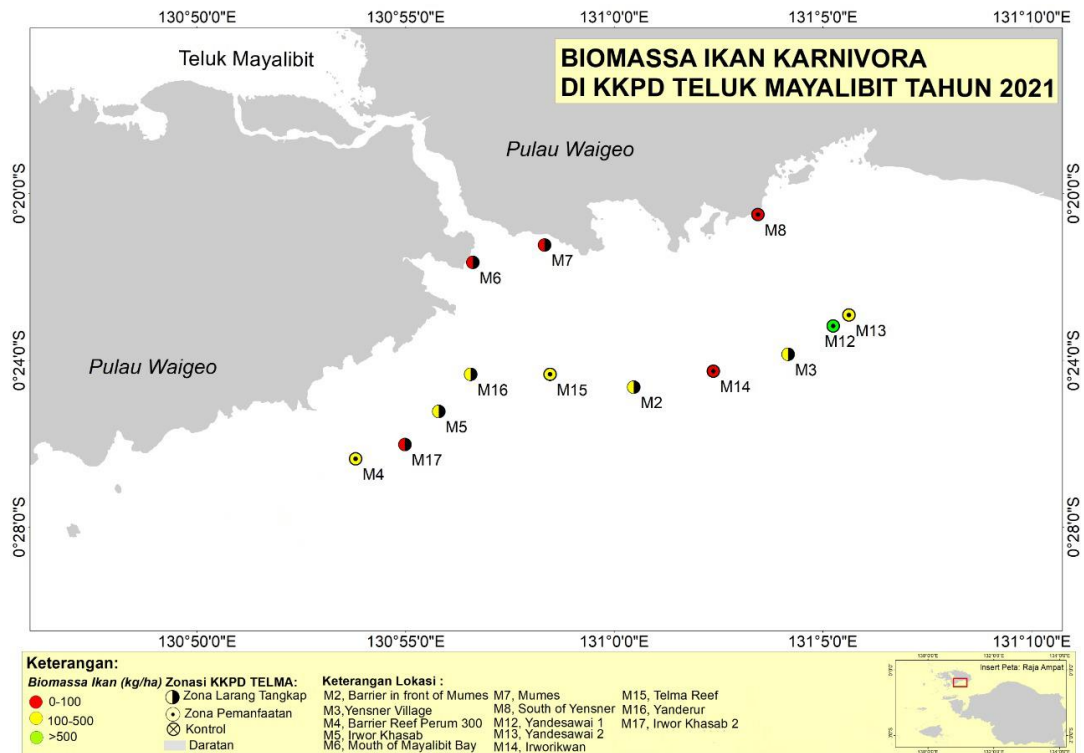 130°50'0"E 130°55'0"E 131°0'0"E 131°5'0"E 131°10'0"E
BIOMASSA IKAN KARNIVORA
DI KKPD TELUK MAYALIBIT TAHUN 2021
Teluk Mayalibit
Pulau Waigeo
0°20'0"S 0°20'0"S
M8
M7
M6
M13
M12
0°24'0"S 0°24'0"S
Pulau Waigeo
M3
M16 M15 M2 M14
M5
M17
M4
0°28'0"S 0°28'0"S
130°50'0"E 130°55'0"E 131°0'0"E 131°5'0"E 131°10'0"E
Keterangan:
Biomassa Ikan (kg/ha)
0-100
100-500
>500
Zonasi KKPD TELMA:
Zona Larang Tangkap
Zona Pemanfaatan
Kontrol
Daratan
Keterangan Lokasi :
M2, Barrier in front of Mumes
M3,Yensner Village
M4, Barrier Reef Perum 300
M5, Irwor Khasab
M6, Mouth of Mayalibit Bay
M7, Mumes
M8, South of Yensner
M12, Yandesawai 1
M13, Yandesawai 2
M14, Irworikwan
M15, Telma Reef
M16, Yanderur
M17, Irwor Khasab 2
Insert Peta: Raja Ampat